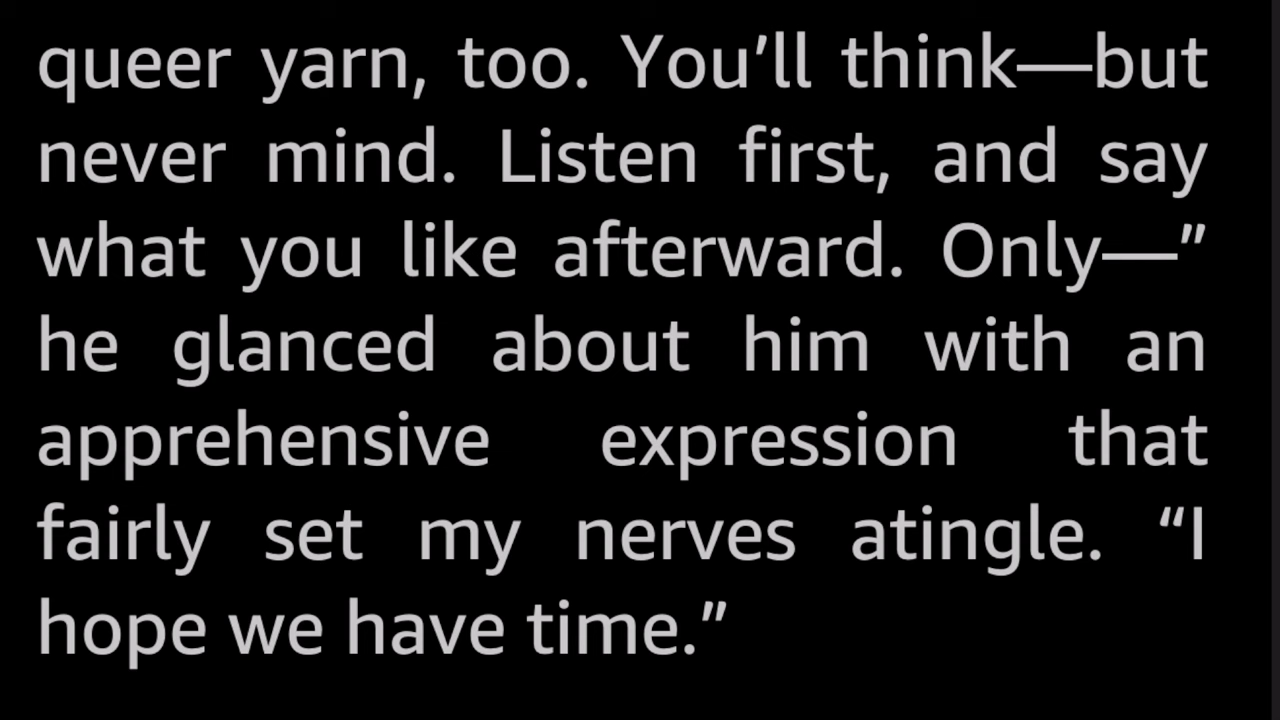 queer yarn, too. You’ll think—but
never mind. Listen first, and say
what you like afterward. Only—”
he glanced about him with an
apprehensive expression that
fairly set my nerves atingle. “I
hope we have time.”